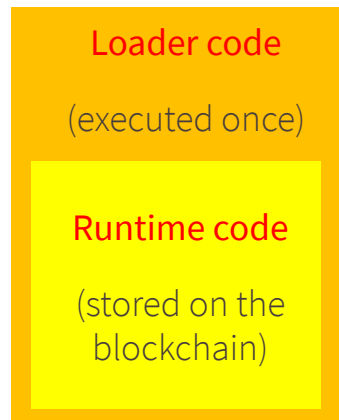 Loader code
(executed once)
Runtime code
(stored on the
blockchain)